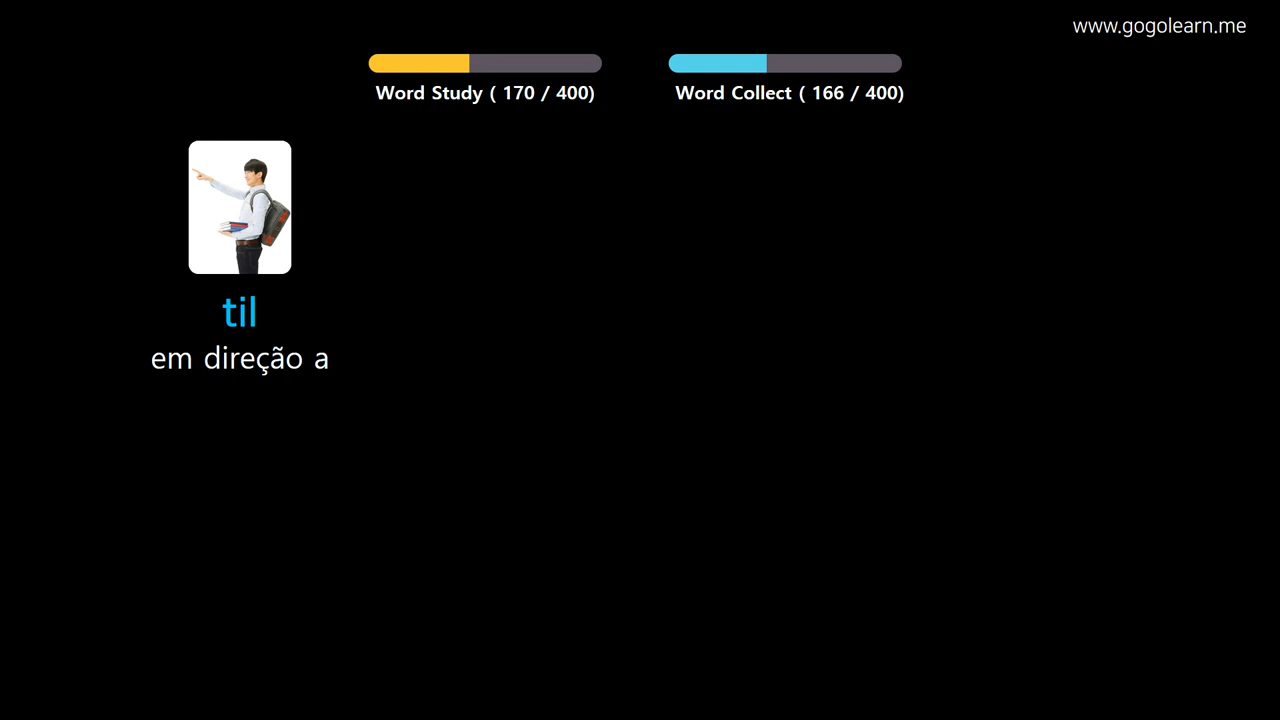 www.gogolearn.me
Word Study ( 170 / 400)
Word Collect ( 166 / 400)
til
em direção a